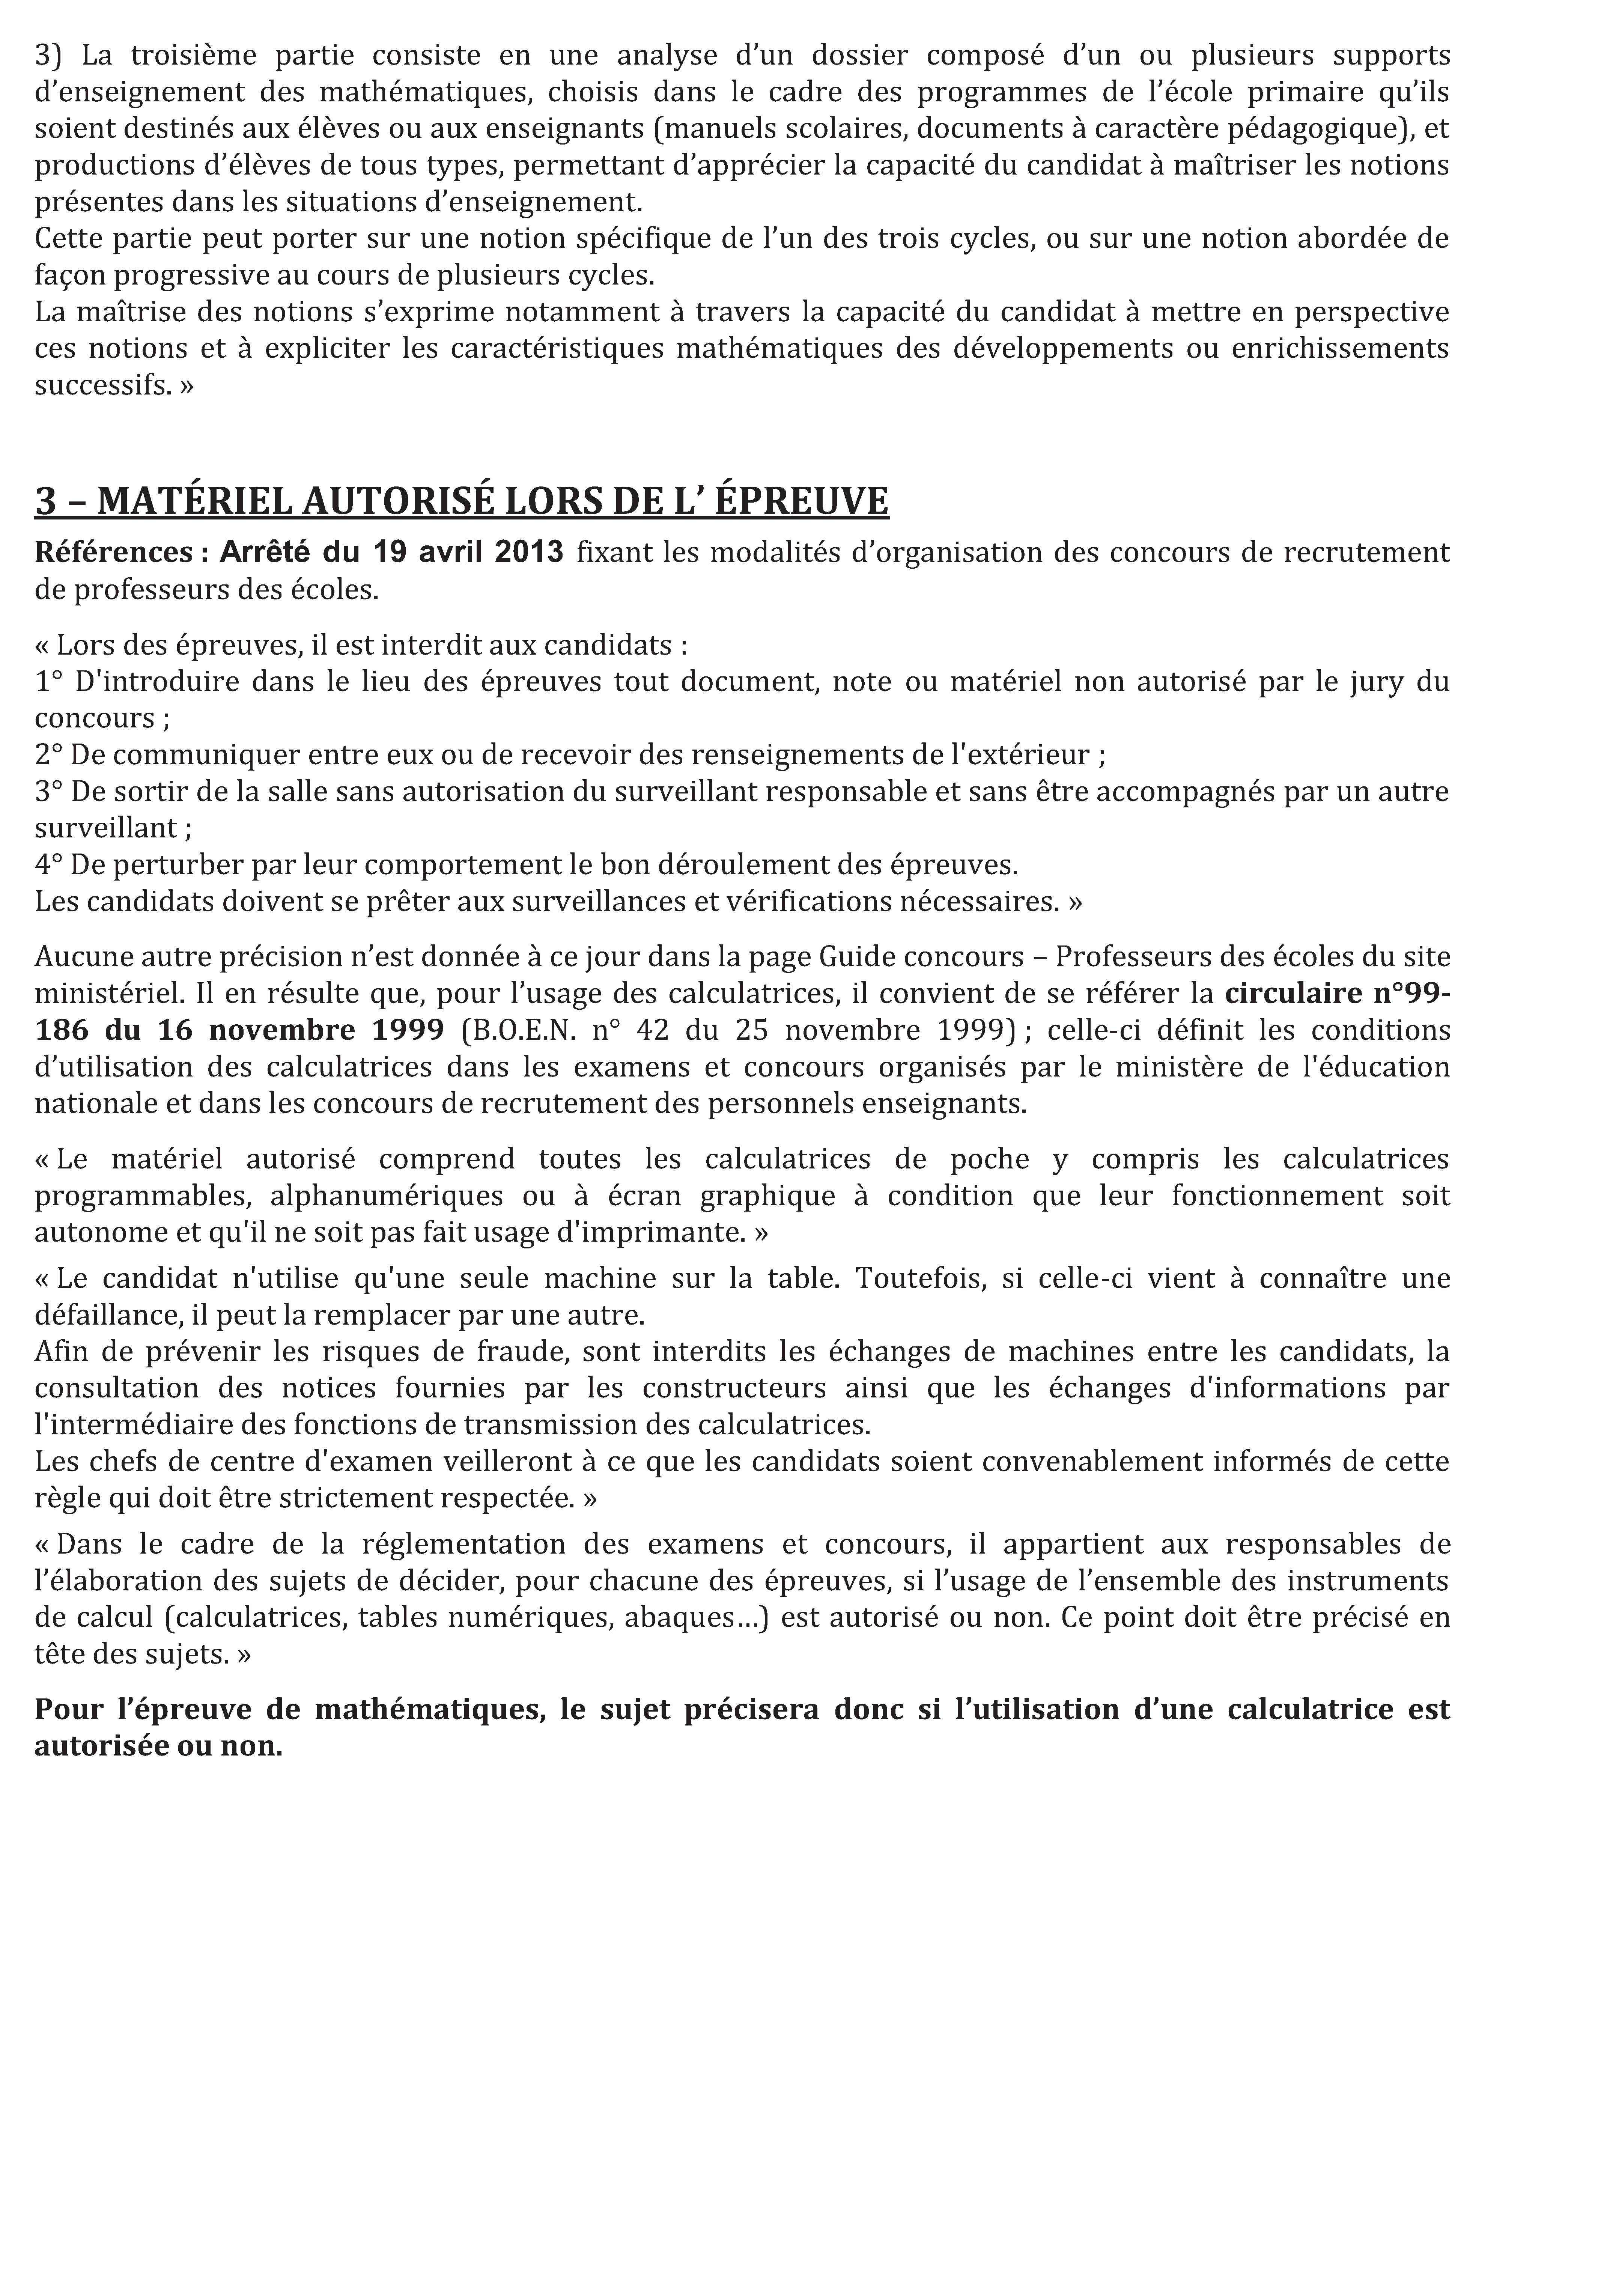 3) La troisième partie consiste en une analyse d’un dossier composé d’un ou plusieurs supports
d’enseignement des mathématiques, choisis dans le cadre des programmes de l’école primaire qu’ils
soient destinés aux élèves ou aux enseignants (manuels scolaires, documents à caractère pédagogique), et
productions d’élèves de tous types, permettant d’apprécier la capacité du candidat à maîtriser les notions
présentes dans les situations d’enseignement.
Cette partie peut porter sur une notion spécifique de l’un des trois cycles, ou sur une notion abordée de
façon progressive au cours de plusieurs cycles.
La maîtrise des notions s’exprime notamment à travers la capacité du candidat à mettre en perspective
ces notions et à expliciter les caractéristiques mathématiques des développements ou enrichissements
successifs. »
3 – MATÉRIEL AUTORISÉ LORS DE L’ ÉPREUVE
Références : Arrêté du 19 avril 2013 fixant les modalités d’organisation des concours de recrutement
de professeurs des écoles.
« Lors des épreuves, il est interdit aux candidats :
1° D'introduire dans le lieu des épreuves tout document, note ou matériel non autorisé par le jury du
concours ;
2° De communiquer entre eux ou de recevoir des renseignements de l'extérieur ;
3° De sortir de la salle sans autorisation du surveillant responsable et sans être accompagnés par un autre
surveillant ;
4° De perturber par leur comportement le bon déroulement des épreuves.
Les candidats doivent se prêter aux surveillances et vérifications nécessaires. »
Aucune autre précision n’est donnée à ce jour dans la page Guide concours – Professeurs des écoles du site
ministériel. Il en résulte que, pour l’usage des calculatrices, il convient de se référer la circulaire n°99-
186 du 16 novembre 1999 (B.O.E.N. n° 42 du 25 novembre 1999) ; celle-ci définit les conditions
d’utilisation des calculatrices dans les examens et concours organisés par le ministère de l'éducation
nationale et dans les concours de recrutement des personnels enseignants.
« Le matériel autorisé comprend toutes les calculatrices de poche y compris les calculatrices
programmables, alphanumériques ou à écran graphique à condition que leur fonctionnement soit
autonome et qu'il ne soit pas fait usage d'imprimante. »
« Le candidat n'utilise qu'une seule machine sur la table. Toutefois, si celle-ci vient à connaître une
défaillance, il peut la remplacer par une autre.
Afin de prévenir les risques de fraude, sont interdits les échanges de machines entre les candidats, la
consultation des notices fournies par les constructeurs ainsi que les échanges d'informations par
l'intermédiaire des fonctions de transmission des calculatrices.
Les chefs de centre d'examen veilleront à ce que les candidats soient convenablement informés de cette
règle qui doit être strictement respectée. »
« Dans le cadre de la réglementation des examens et concours, il appartient aux responsables de
l’élaboration des sujets de décider, pour chacune des épreuves, si l’usage de l’ensemble des instruments
de calcul (calculatrices, tables numériques, abaques…) est autorisé ou non. Ce point doit être précisé en
tête des sujets. »
Pour l’épreuve de mathématiques, le sujet précisera donc si l’utilisation d’une calculatrice est
autorisée ou non.